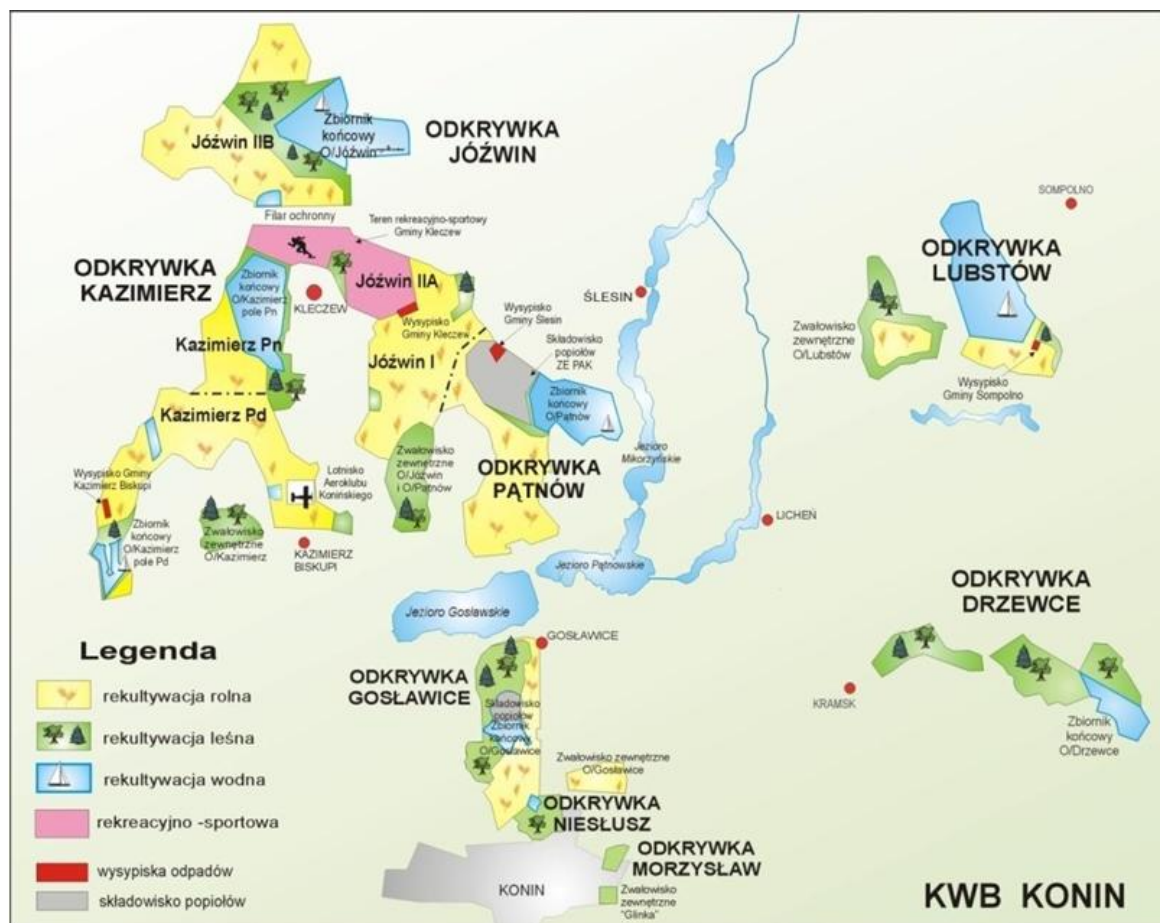 ODKRYWKA
JÓŹWIN
Zbiornik
końcowy
O/Jóźwin
Jóźwin IIB
Filar ochronny
Teren rekreacyjno-sportowy
Gminy Kleczew
ODKRYWKA
KAZIMIERZ
Zbiornik
końcowy
O/Kazimierz
pole Pn
KLECZEW
Jóźwin IIA
Wysypisko
Gminy Kleczew
Wysypisko
Gminy Ślesin
Składowisko
popiołów
ZE PAK
Kazimierz Pn
Jóźwin I
Kazimierz Pd
Zbiornik
końcowy
O/Pątnów
Zwałowisko
zewnętrzne
O/Jóźwin
i O/Pątnów
ODKRYWKA
PĄTNÓW
Wysypisko Gminy
Kazimierz Biskupi
Lotnisko
Aeroklubu
Konińskiego
Zbiornik
końcowy
O/Kazimierz
pole Pd
Zwałowisko
zewnętrzne
O/Kazimierz
KAZIMIERZ
BISKUPI
ŚLESIN
Jezioro
Mikorzyńskie
LICHEŃ
Jezioro Pątnowskie
Jezioro Gosławskie
SOMPOLNO
ODKRYWKA
LUBSTÓW
Zwałowisko
zewnętrzne
O/Lubstów
Wysypisko
Gminy Sompolno
ODKRYWKA
DRZEWCE
KRAMSK
Zbiornik
końcowy
O/Drzewce
GOSŁAWICE
ODKRYWKA
GOSŁAWICE
Składowisko
popiołów
Zbiornik
końcowy
O/Gosławice
Zwałowisko zewnętrzne
O/Gosławice
ODKRYWKA
NIESŁUSZ
ODKRYWKA
MORZYSŁAW
Zwałowisko
zewnętrzne
"Glinka"
KONIN
Legenda
rekultywacja rolna
rekultywacja leśna
rekultywacja wodna
rekreacyjno -sportowa
wysypiska odpadów
składowisko popiołów
KWB KONIN